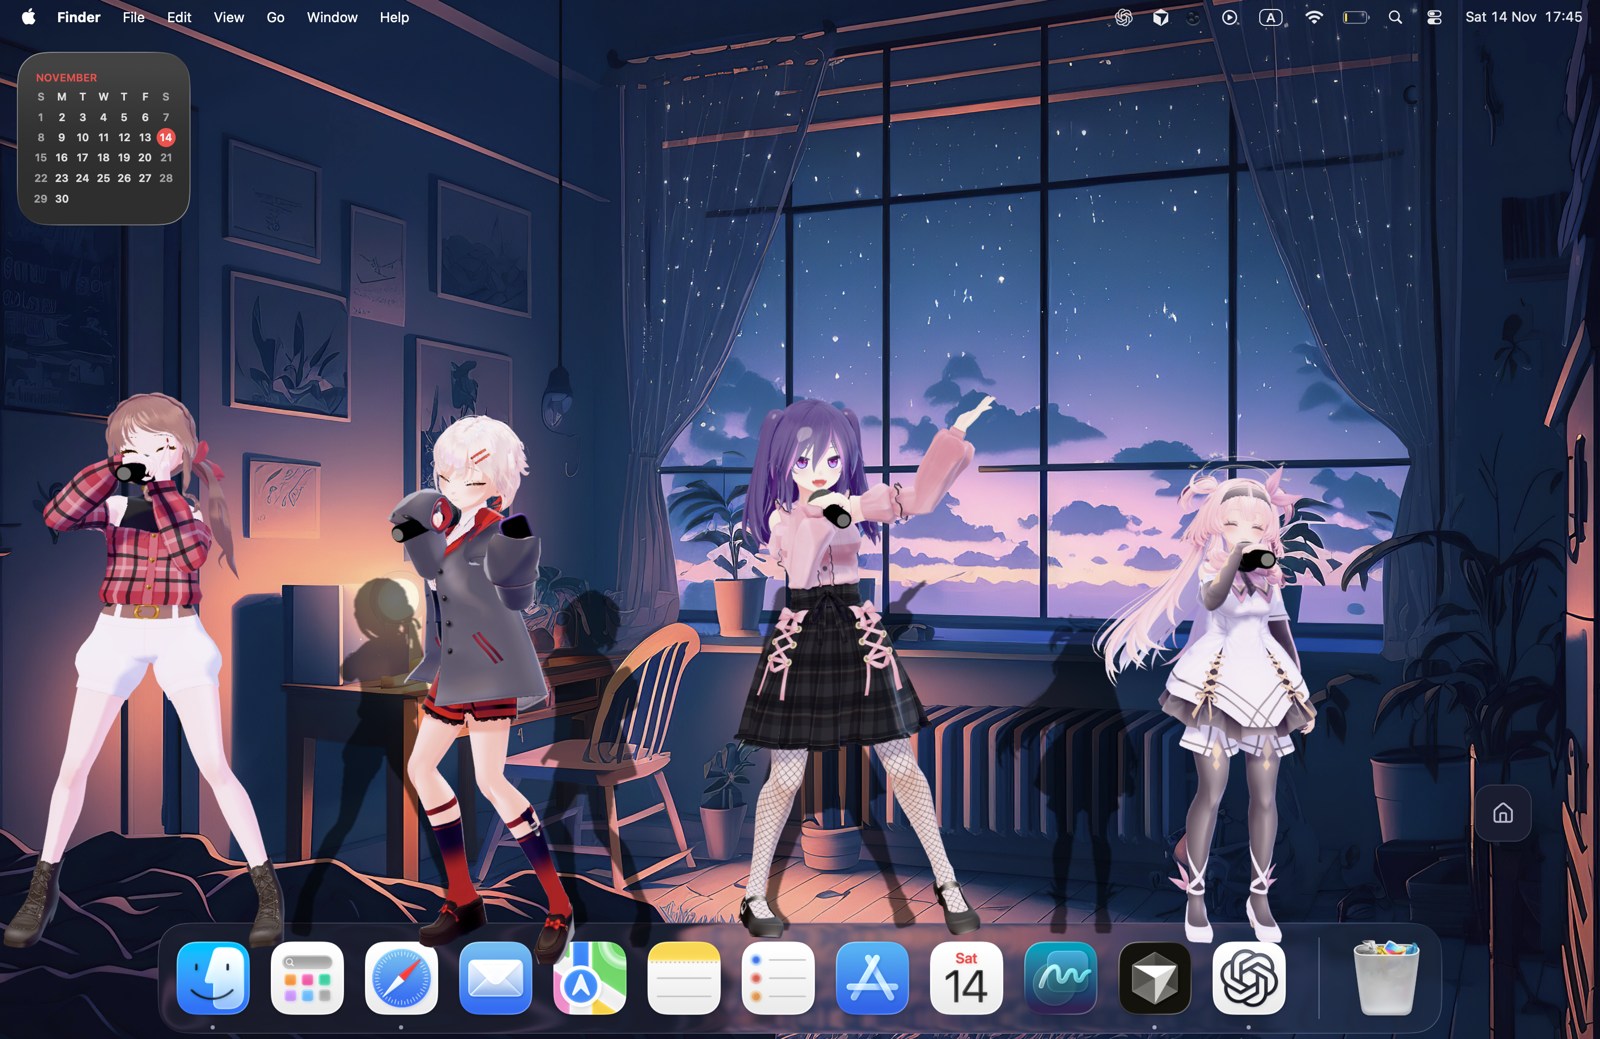 Finder File Edit View Go Window Help A Sat 14 Nov 17:45
NOVEMBER
S M T W T F S
1 2 3 4 5 6 7
8 9 10 11 12 13 14
15 16 17 18 19 20 21
22 23 24 25 26 27 28
29 30
Sat
14